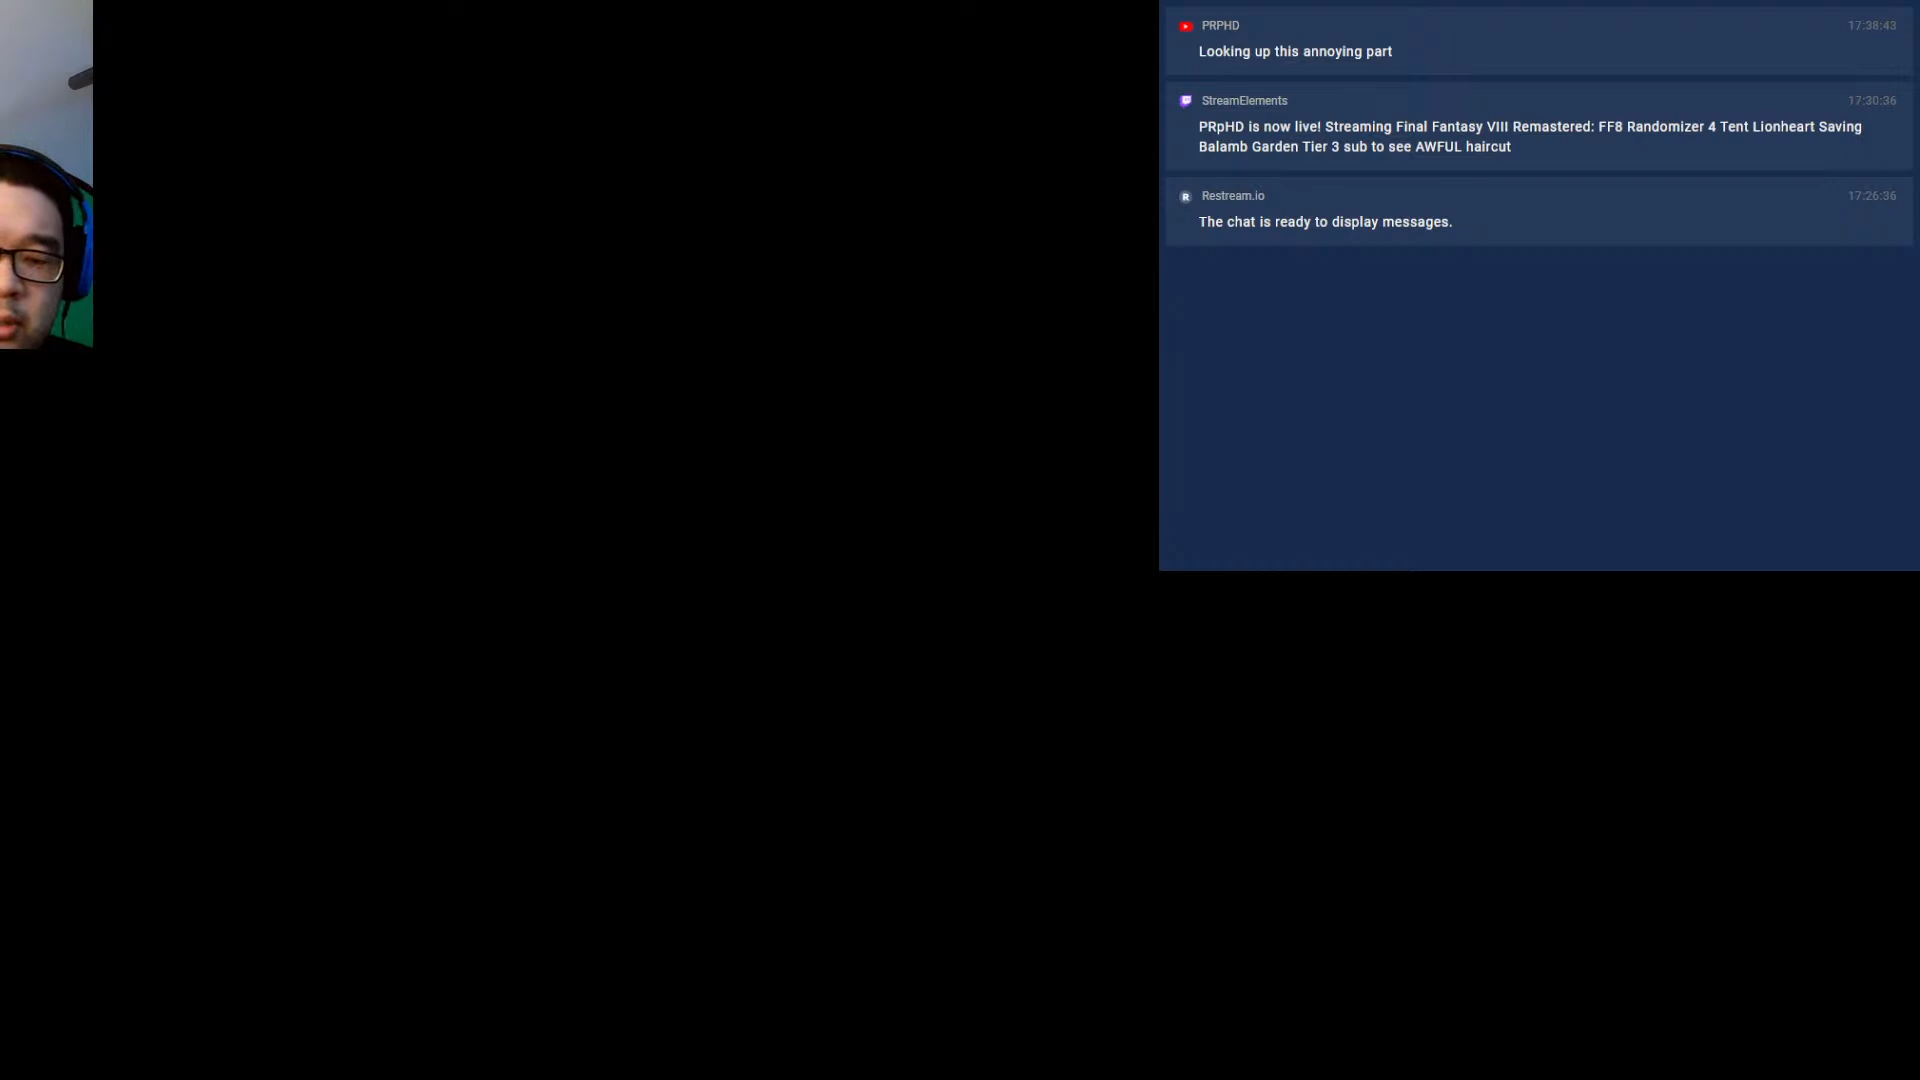 PRPHD 17:38:43
Looking up this annoying part
StreamElements 17:30:36
PRpHD is now live! Streaming Final Fantasy VIII Remastered: FF8 Randomizer 4 Tent Lionheart Saving
Balamb Garden Tier 3 sub to see AWFUL haircut
R Restream.io 17:26:36
The chat is ready to display messages.